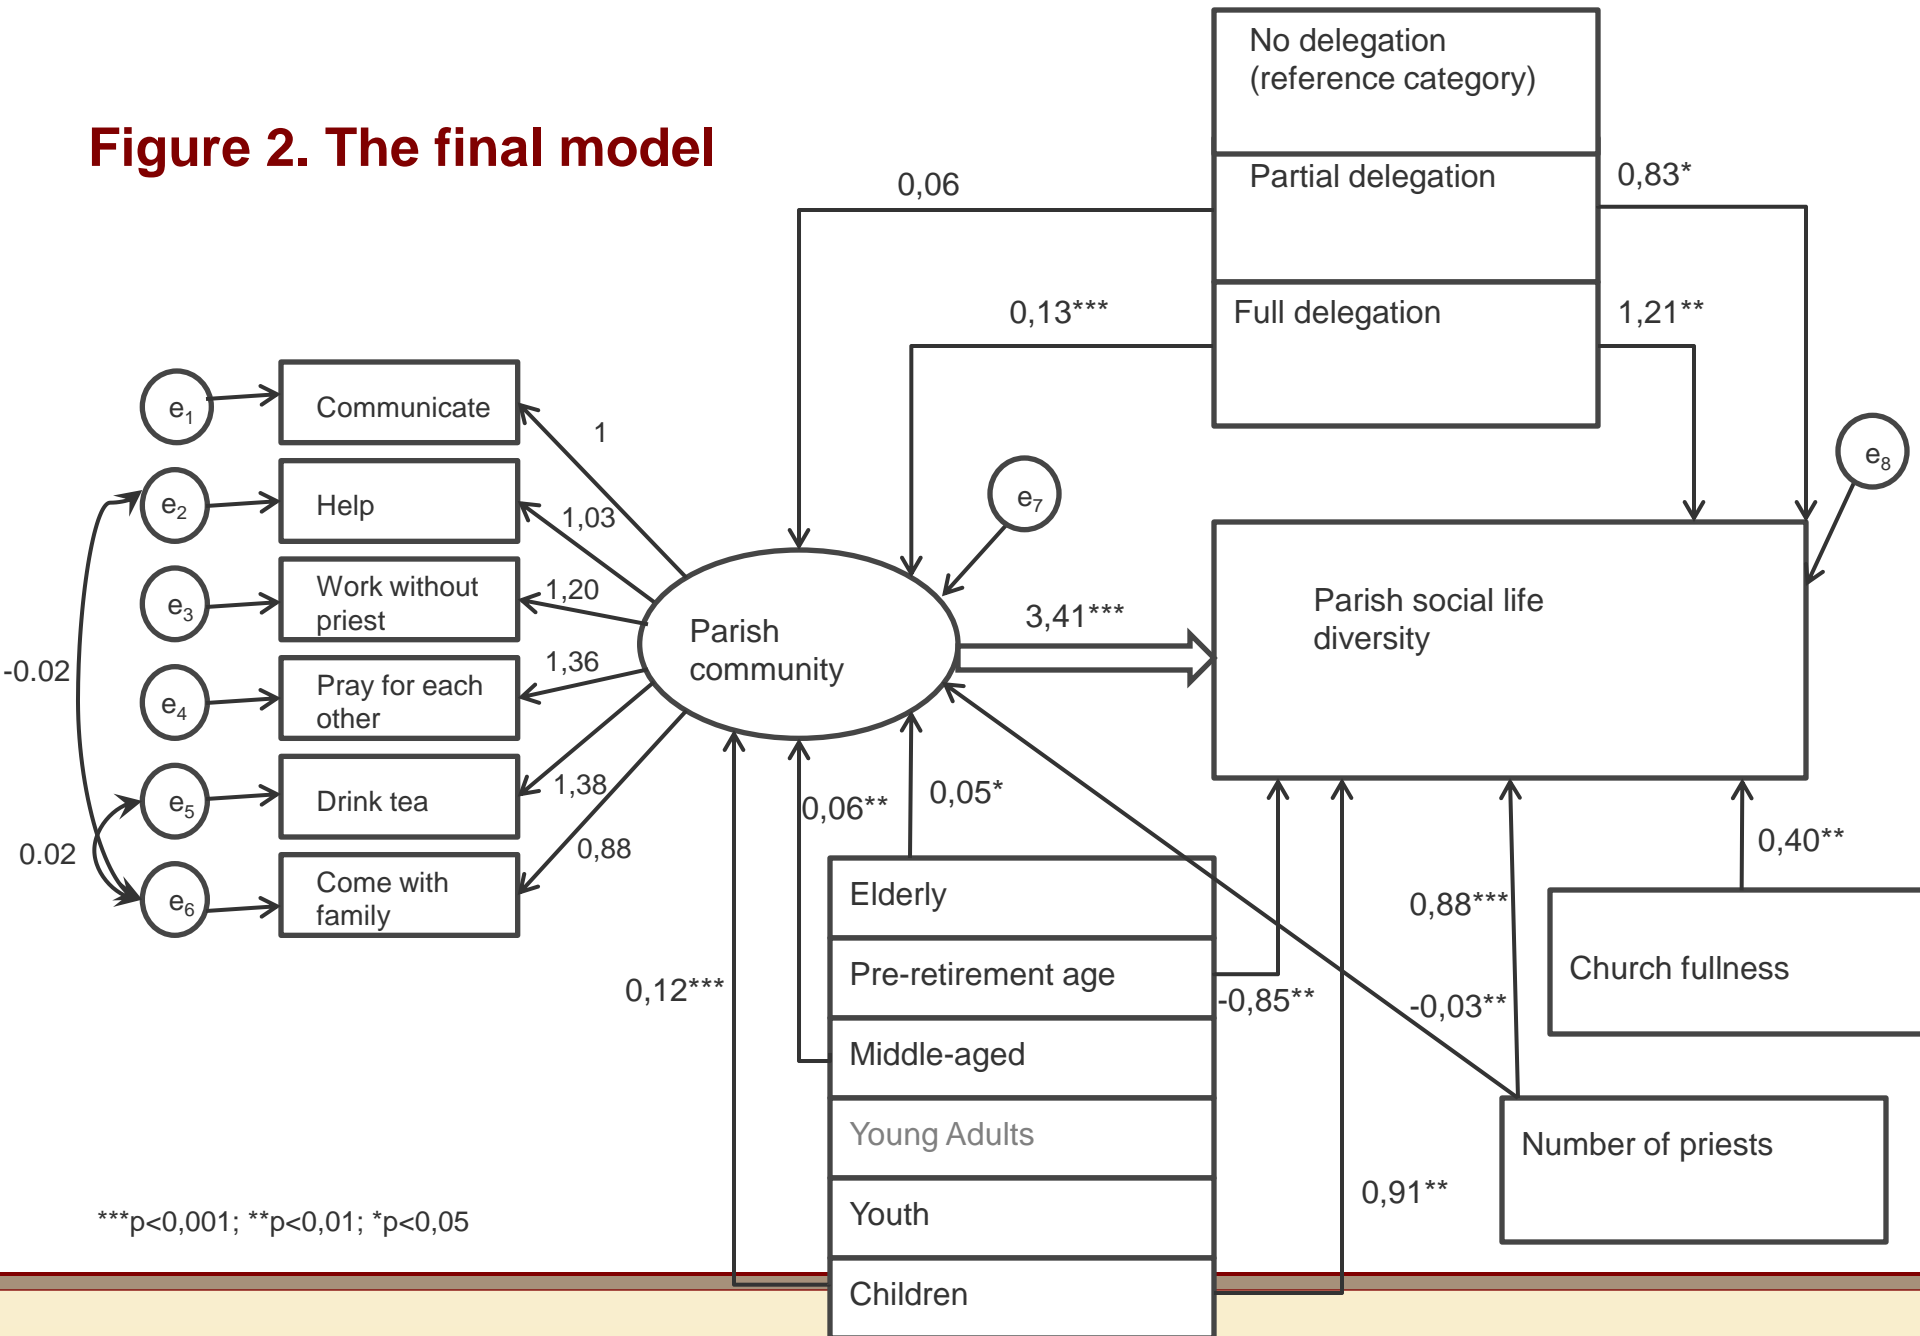 Figure 2. The final model
No delegation
(reference category)
Partial delegation
Full delegation
0,06
0,83*
0,13***
1,21**
e1
Communicate
1
e2
Help
1,03
e3
Work without
priest
1,20
e4
Pray for each
other
1,36
e5
Drink tea
1,38
e6
Come with
family
0,88
-0.02
0.02
Parish
community
e7
3,41***
e8
Parish social life
diversity
0,12***
0,06**
0,05*
Elderly
Pre-retirement age
Middle-aged
Young Adults
Youth
Children
-0,85**
0,91**
0,88***
-0,03**
0,40**
Church fullness
Number of priests
***p<0,001; **p<0,01; *p<0,05